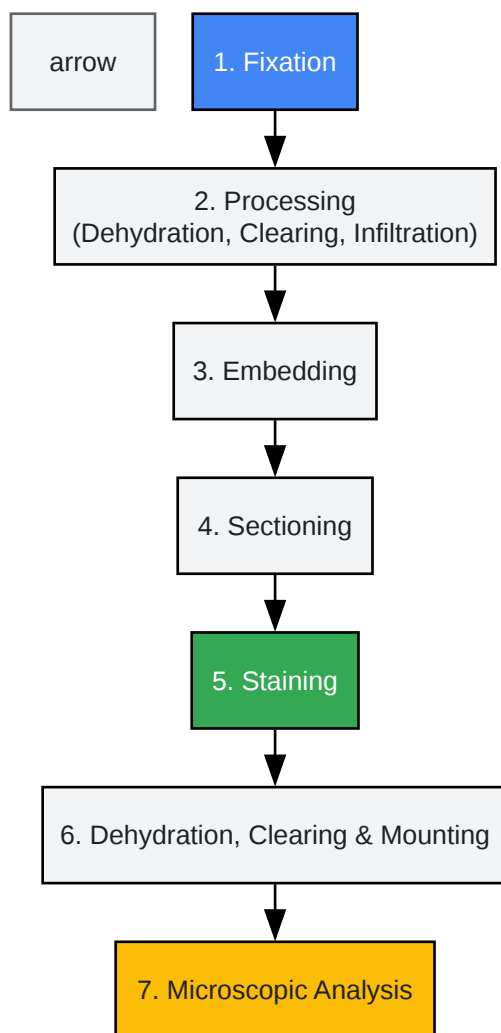 arrow
1. Fixation
2. Processing
(Dehydration, Clearing, Infiltration)
3. Embedding
4. Sectioning
5. Staining
6. Dehydration, Clearing & Mounting
7. Microscopic Analysis